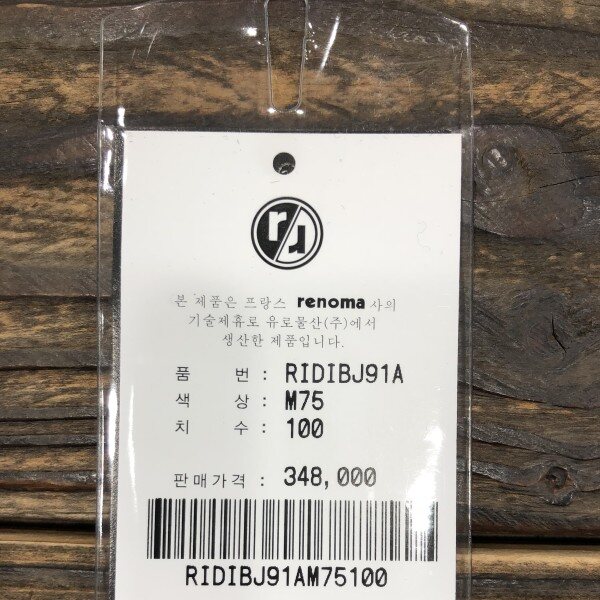 본 제품은 프랑스 renoma 사의
기술제휴로 유로물산(주)에서
생산한 제품입니다.
품 번 : RIDIBJ91A
색 상 : M75
치 수 : 100
판매가격 : 348,000
RIDIBJ91AM75100